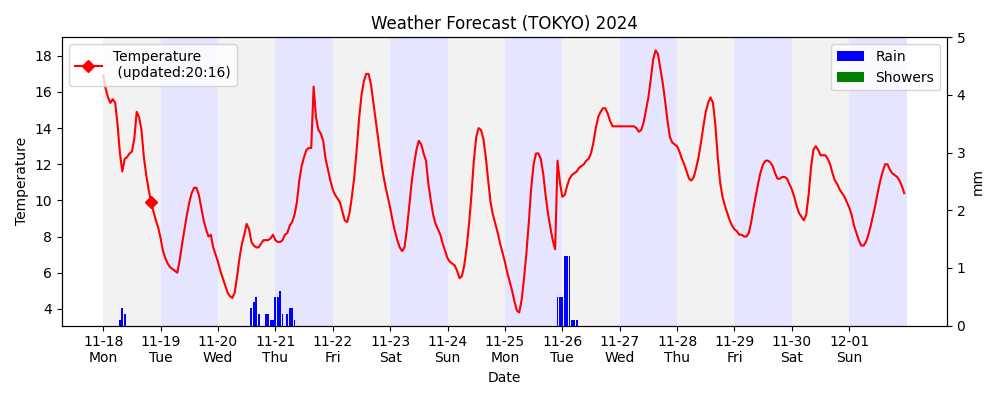 Weather Forecast (TOKYO) 2024
Temperature
(updated:20:16)
Rain
Showers
Temperature
18
16
14
12
10
8
6
4
5
4
3
2
1
0
mm
11-18 11-19 11-20 11-21 11-22 11-23 11-24 11-25 11-26 11-27 11-28 11-29 11-30 12-01
Mon Tue Wed Thu Fri Sat Sun Mon Tue Wed Thu Fri Sat Sun
Date